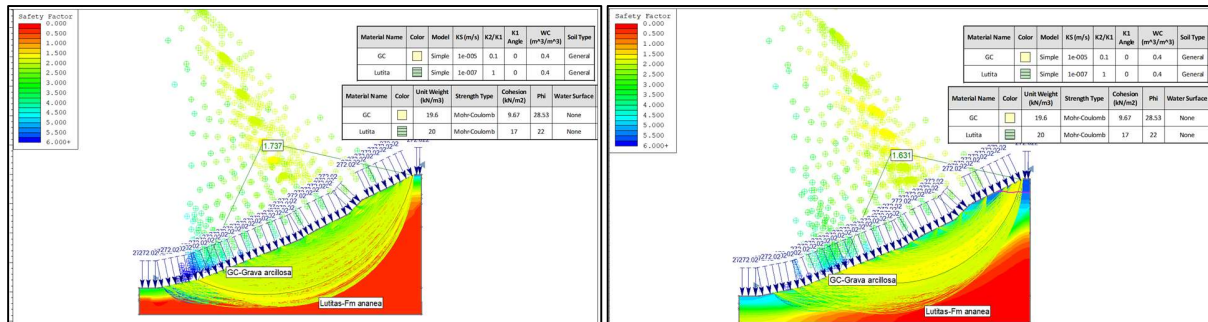 Safety Factor
0.000
0.500
1.000
1.500
2.000
2.500
3.000
3.500
4.000
4.500
5.000
5.500
6.000+
Material Name Color Model KS (m/s) K2/K1 K1 Angle WC (m^3/m^3) Soil Type
GC Simple 1e-005 0.1 0 0.4 General
Lutita Simple 1e-007 1 0 0.4 General
Material Name Color Unit Weight (kN/m3) Strength Type Cohesion (kN/m2) Phi Water Surface
GC 19.6 Mohr-Coulomb 9.67 28.53 None
Lutita 20 Mohr-Coulomb 17 22 None
1.737
GC-Grava arcillosa
Lutitas-Fm ananea
Safety Factor
0.000
0.500
1.000
1.500
2.000
2.500
3.000
3.500
4.000
4.500
5.000
5.500
6.000+
Material Name Color Model KS (m/s) K2/K1 K1 Angle WC (m^3/m^3) Soil Type
GC Simple 1e-005 0.1 0 0.4 General
Lutita Simple 1e-007 1 0 0.4 General
Material Name Color Unit Weight (kN/m3) Strength Type Cohesion (kN/m2) Phi Water Surface
GC 19.6 Mohr-Coulomb 9.67 28.53 None
Lutita 20 Mohr-Coulomb 17 22 None
1.631
GC-Grava arcillosa
Lutitas-Fm ananea